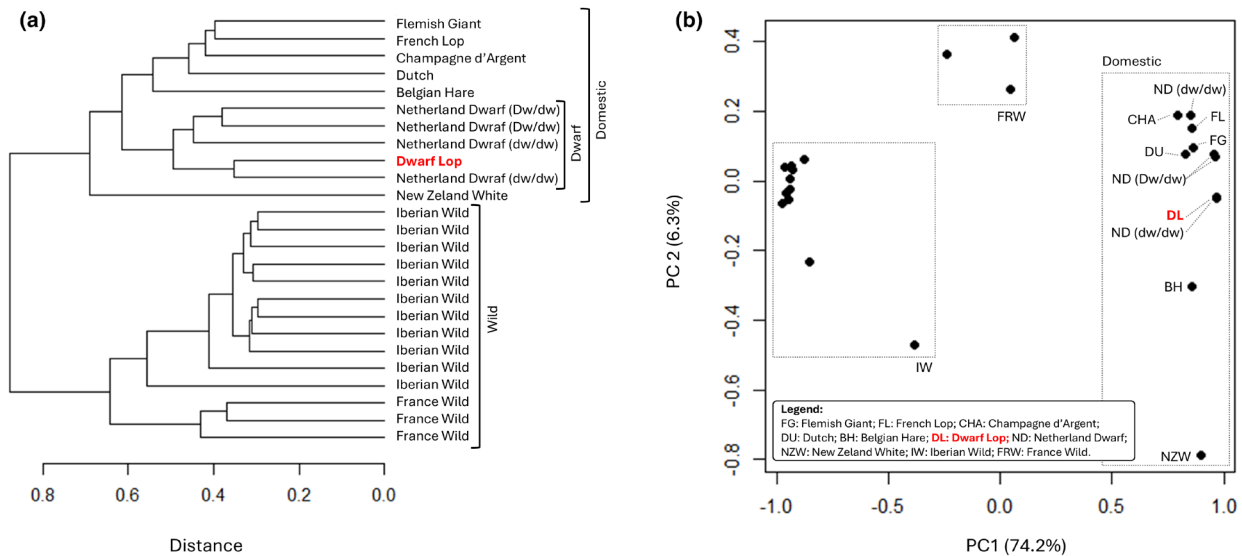 (a)
Flemish Giant
French Lop
Champagne d'Argent
Dutch
Belgian Hare
Netherland Dwarf (Dw/dw)
Netherland Dwraf (Dw/dw)
Netherland Dwarf (dw/dw)
Dwarf Lop
Netherland Dwaraf (dw/dw)
New Zeland White
Iberian Wild
Iberian Wild
Iberian Wild
Iberian Wild
Iberian Wild
Iberian Wild
Iberian Wild
Iberian Wild
Iberian Wild
Iberian Wild
Iberian Wild
France Wild
France Wild
France Wild
Dwarf
Domestic
Wild
0.8 0.6 0.4 0.2 0.0
Distance
(b)
PC 2 (6.3%)
0.4
0.2
0.0
-0.2
-0.4
-0.6
-0.8
FRW
IW
Domestic
ND (dw/dw)
CHA
FL
FG
DU
ND (Dw/dw)
DL
ND (dw/dw)
BH
NZW
Legend:
FG: Flemish Giant; FL: French Lop; CHA: Champagne d'Argent;
DU: Dutch; BH: Belgian Hare; DL: Dwarf Lop; ND: Netherland Dwarf;
NZW: New Zeland White; IW: Iberian Wild; FRW: France Wild.
-1.0 -0.5 0.0 0.5 1.0
PC1 (74.2%)